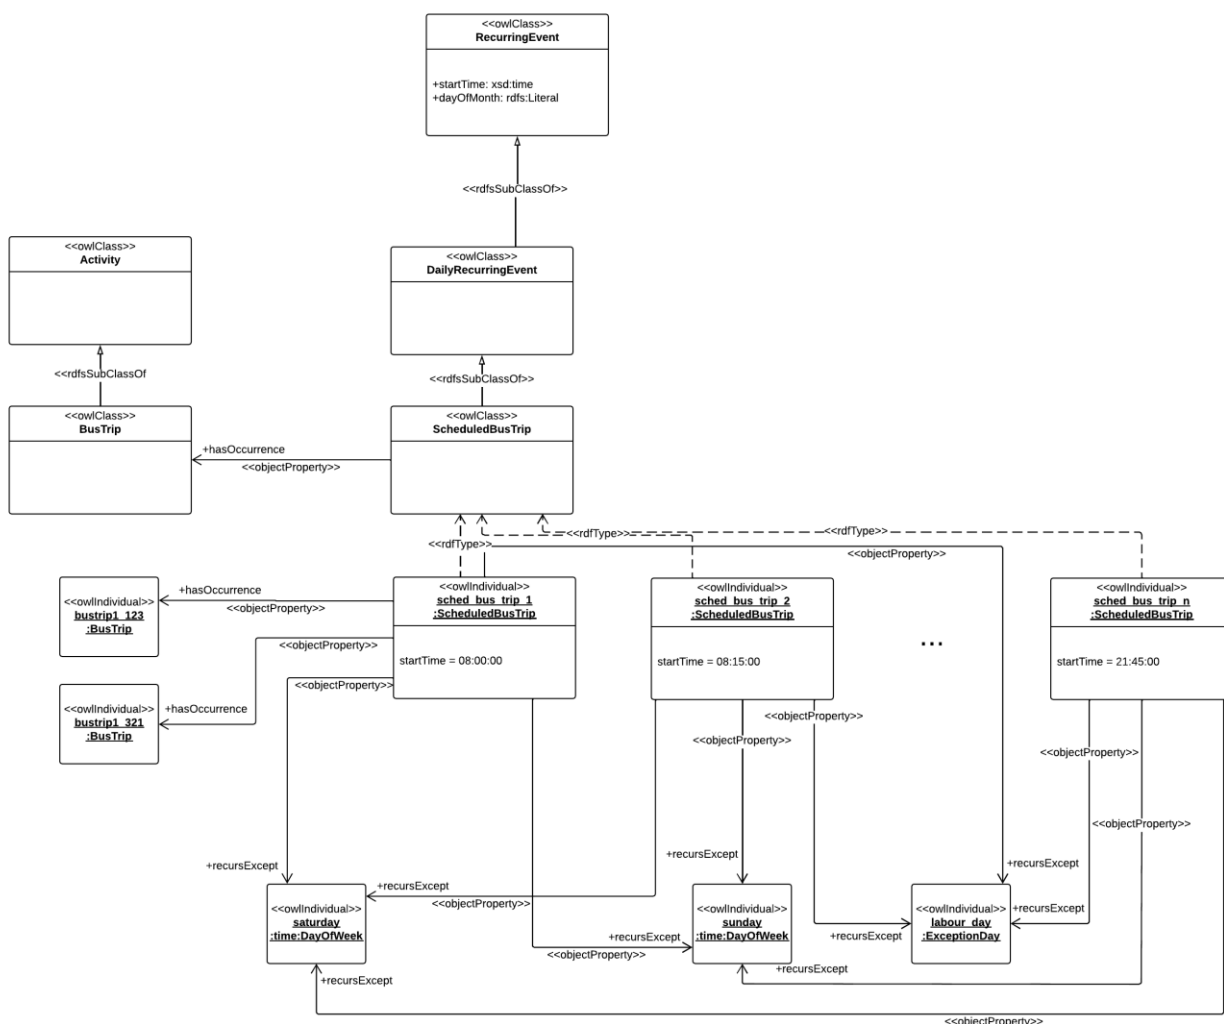 <<owlClass>>
RecurringEvent
+startTime: xsd:time
+dayOfMonth: rdfs:Literal
<<rdfsSubClassOf>>
<<owlClass>>
Activity
<<owlClass>>
DailyRecurringEvent
<<rdfsSubClassOf
<<rdfsSubClassOf>>
<<owlClass>>
BusTrip
<<owlClass>>
ScheduledBusTrip
+hasOccurrence
<<objectProperty>>
<<rdfType>>
<<rdfType>>
<<rdfType>>
<<objectProperty>>
<<owlIndividual>>
bustrip1_123
:BusTrip
+hasOccurrence
<<objectProperty>>
<<owlIndividual>>
sched_bus_trip_1
:ScheduledBusTrip
startTime = 08:00:00
<<owlIndividual>>
sched_bus_trip_2
:ScheduledBusTrip
startTime = 08:15:00
...
<<owlIndividual>>
sched_bus_trip_n
:ScheduledBusTrip
startTime = 21:45:00
<<objectProperty>>
<<objectProperty>>
<<owlIndividual>>
bustrip1_321
:BusTrip
+hasOccurrence
<<objectProperty>>
<<objectProperty>>
<<objectProperty>>
<<objectProperty>>
+recursExcept
+recursExcept
+recursExcept
+recursExcept
<<objectProperty>>
<<owlIndividual>>
saturday
:time:DayOfWeek
<<owlIndividual>>
sunday
:time:DayOfWeek
<<owlIndividual>>
labour_day
:ExceptionDay
+recursExcept
+recursExcept
+recursExcept
<<objectProperty>>
+recursExcept
+recursExcept
<<objectProperty>>